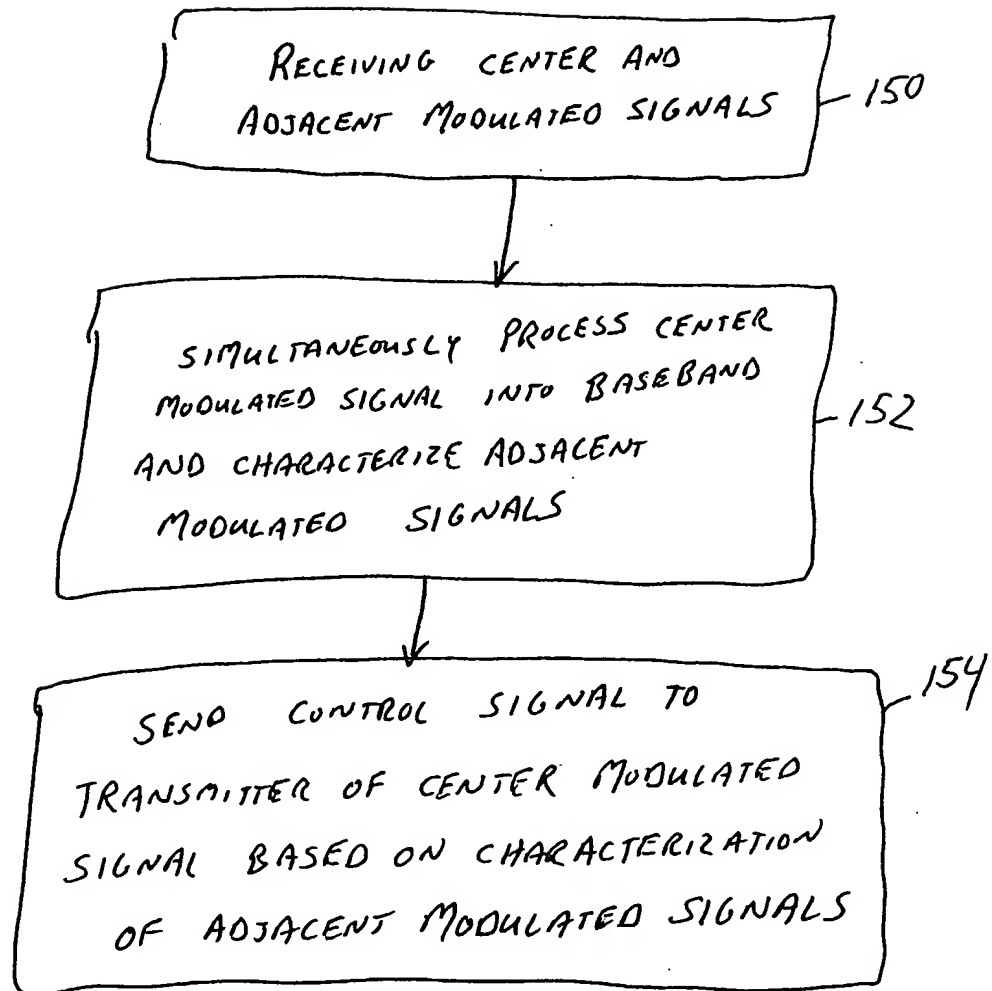 RECEIVING CENTER AND
ADJACENT MODULATED SIGNALS
150
SIMULTANEOUSLY PROCESS CENTER
MODULATED SIGNAL INTO BASEBAND
AND CHARACTERIZE ADJACENT
MODULATED SIGNALS
152
SEND CONTROL SIGNAL TO
TRANSMITTER OF CENTER MODULATED
SIGNAL BASED ON CHARACTERIZATION
OF ADJACENT MODULATED SIGNALS
154